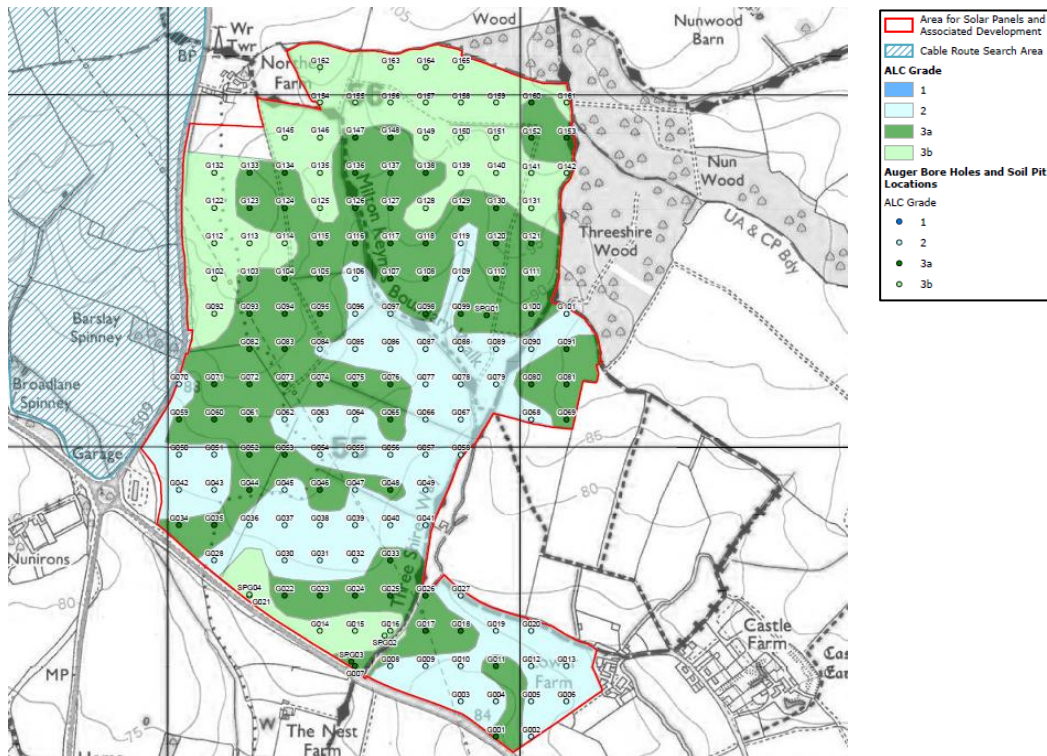 Area for Solar Panels and
Associated Development
Cable Route Search Area
ALC Grade
1
2
3a
3b
Auger Bore Holes and Soil Pit
Locations
ALC Grade
1
2
3a
3b
105
Wood
Nunwood
Barn
Wr
Twr
BP
Farm
56
G162 G163 G164 G165
G154 G155 G156 G157 G158 G159 G160 G161
G145 G146 G147 G148 G149 G150 G151 G152 G153
G132 G133 G134 G135 G136 G137 G138 G139 G140 G141 G142
Nun
Wood
G122 G123 G124 G125 G126 G127 G128 G129 G130 G131
UA & CP Bdy
Threeshire
Wood
G112 G113 G114 G115 G116 G117 G118 G119 G120 G121
G102 G103 G104 G105 G106 G107 G108 G109 G110 G111
G092 G093 G094 G095 G096 G097 G098 G099 SPG01 G100 G101
Barslay
Spinney
G082 G083 G084 G085 G086 G087 G088 G089 G090 G091
Broadlane
Spinney
G070 G071 G072 G073 G074 G075 G076 G077 G078 G079 G080 G081
A 509
G059 G060 G061 G062 G063 G064 G065 G066 G067 G068 G069
55
85
Garage
G050 G051 G052 G053 G054 G055 G056 G057 G058
G042 G043 G044 G045 G046 G047 G048 G049
80
G034 G035 G036 G037 G038 G039 G040 G041
Three Shires Way
Nunirons
G028 G030 G031 G032 G033
80
SPG04
G021 G022 G023 G024 G025 G026 G027
G014 G015 G016 G017 G018 G019 G020
SPG02
Castle
Farm
SPG03
G007 G008 G009 G010 G011 G012 G013
Farm
MP
G003 G004 G005 G006
84
75
W
The Nest
Farm
G001 G002